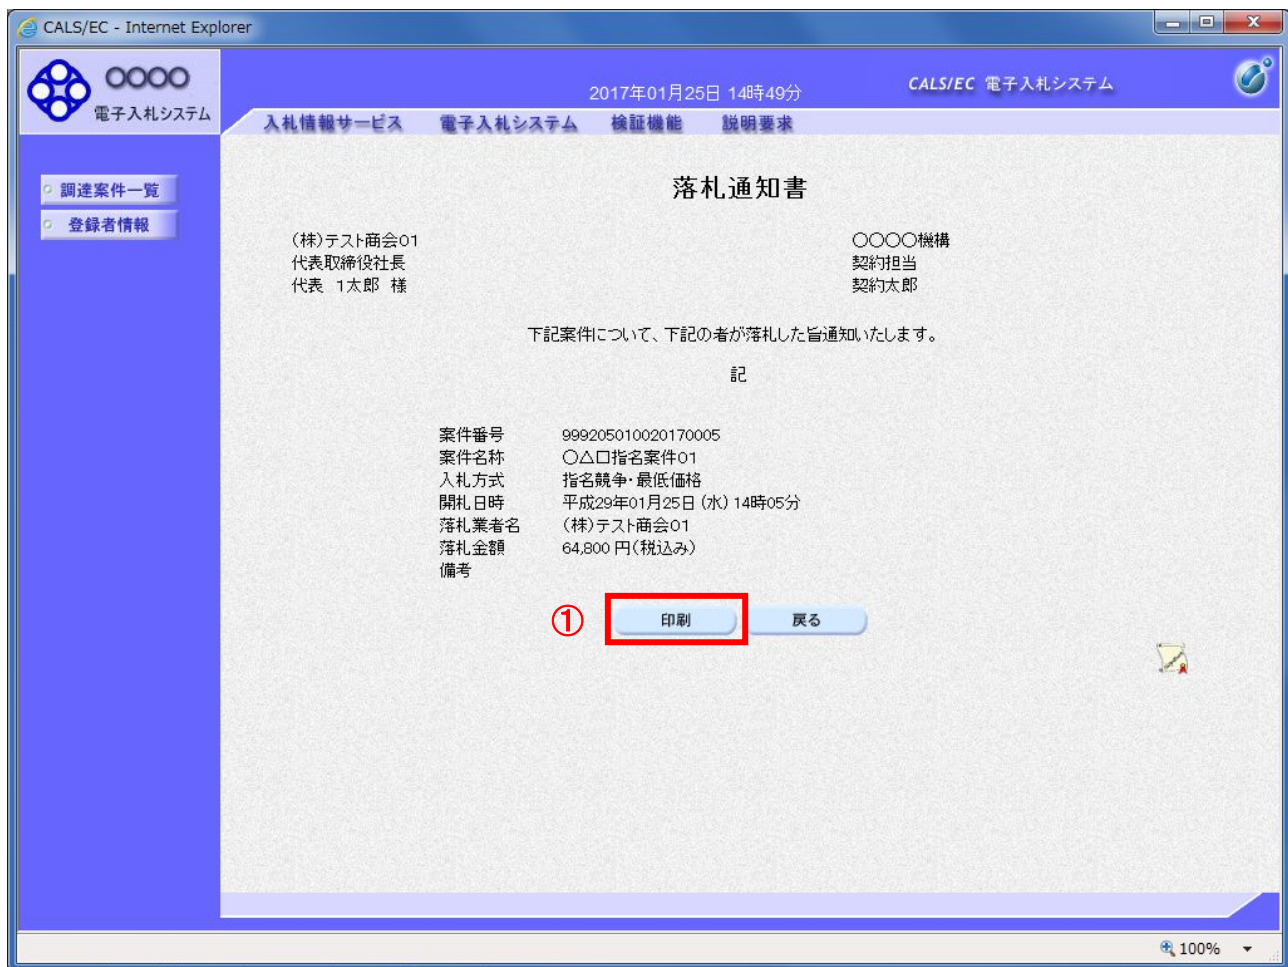 CALS/EC - Internet Explorer
〇〇〇〇
電子入札システム
2017年01月25日 14時49分
CALS/EC 電子入札システム
入札情報サービス 電子入札システム 検証機能 説明要求
調達案件一覧
登録者情報
落札通知書
(株)テスト商会01
代表取締役社長
代表 1太郎 様
〇〇〇〇機構
契約担当
契約太郎
下記案件について、下記の者が落札した旨通知いたします。
記
案件番号 999205010020170005
案件名称 〇△口指名案件01
入札方式 指名競争・最低価格
開札日時 平成29年01月25日(水)14時05分
落札業者名 (株)テスト商会01
落札金額 64,800 円(税込み)
備考
① 印刷 戻る
100%